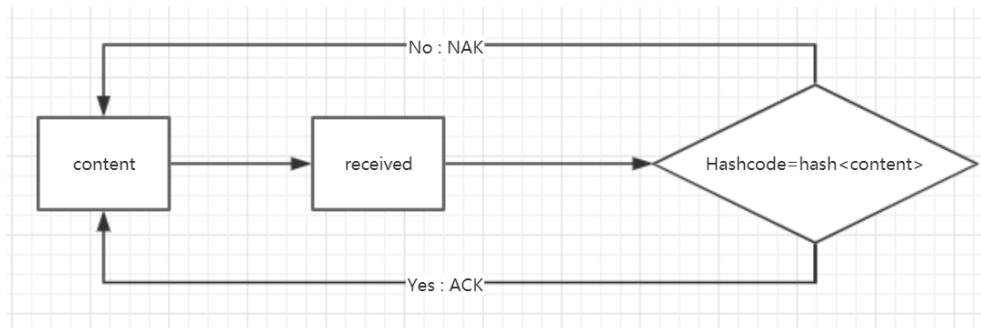 No : NAK
content
received
Hashcode=hash<content>
Yes : ACK